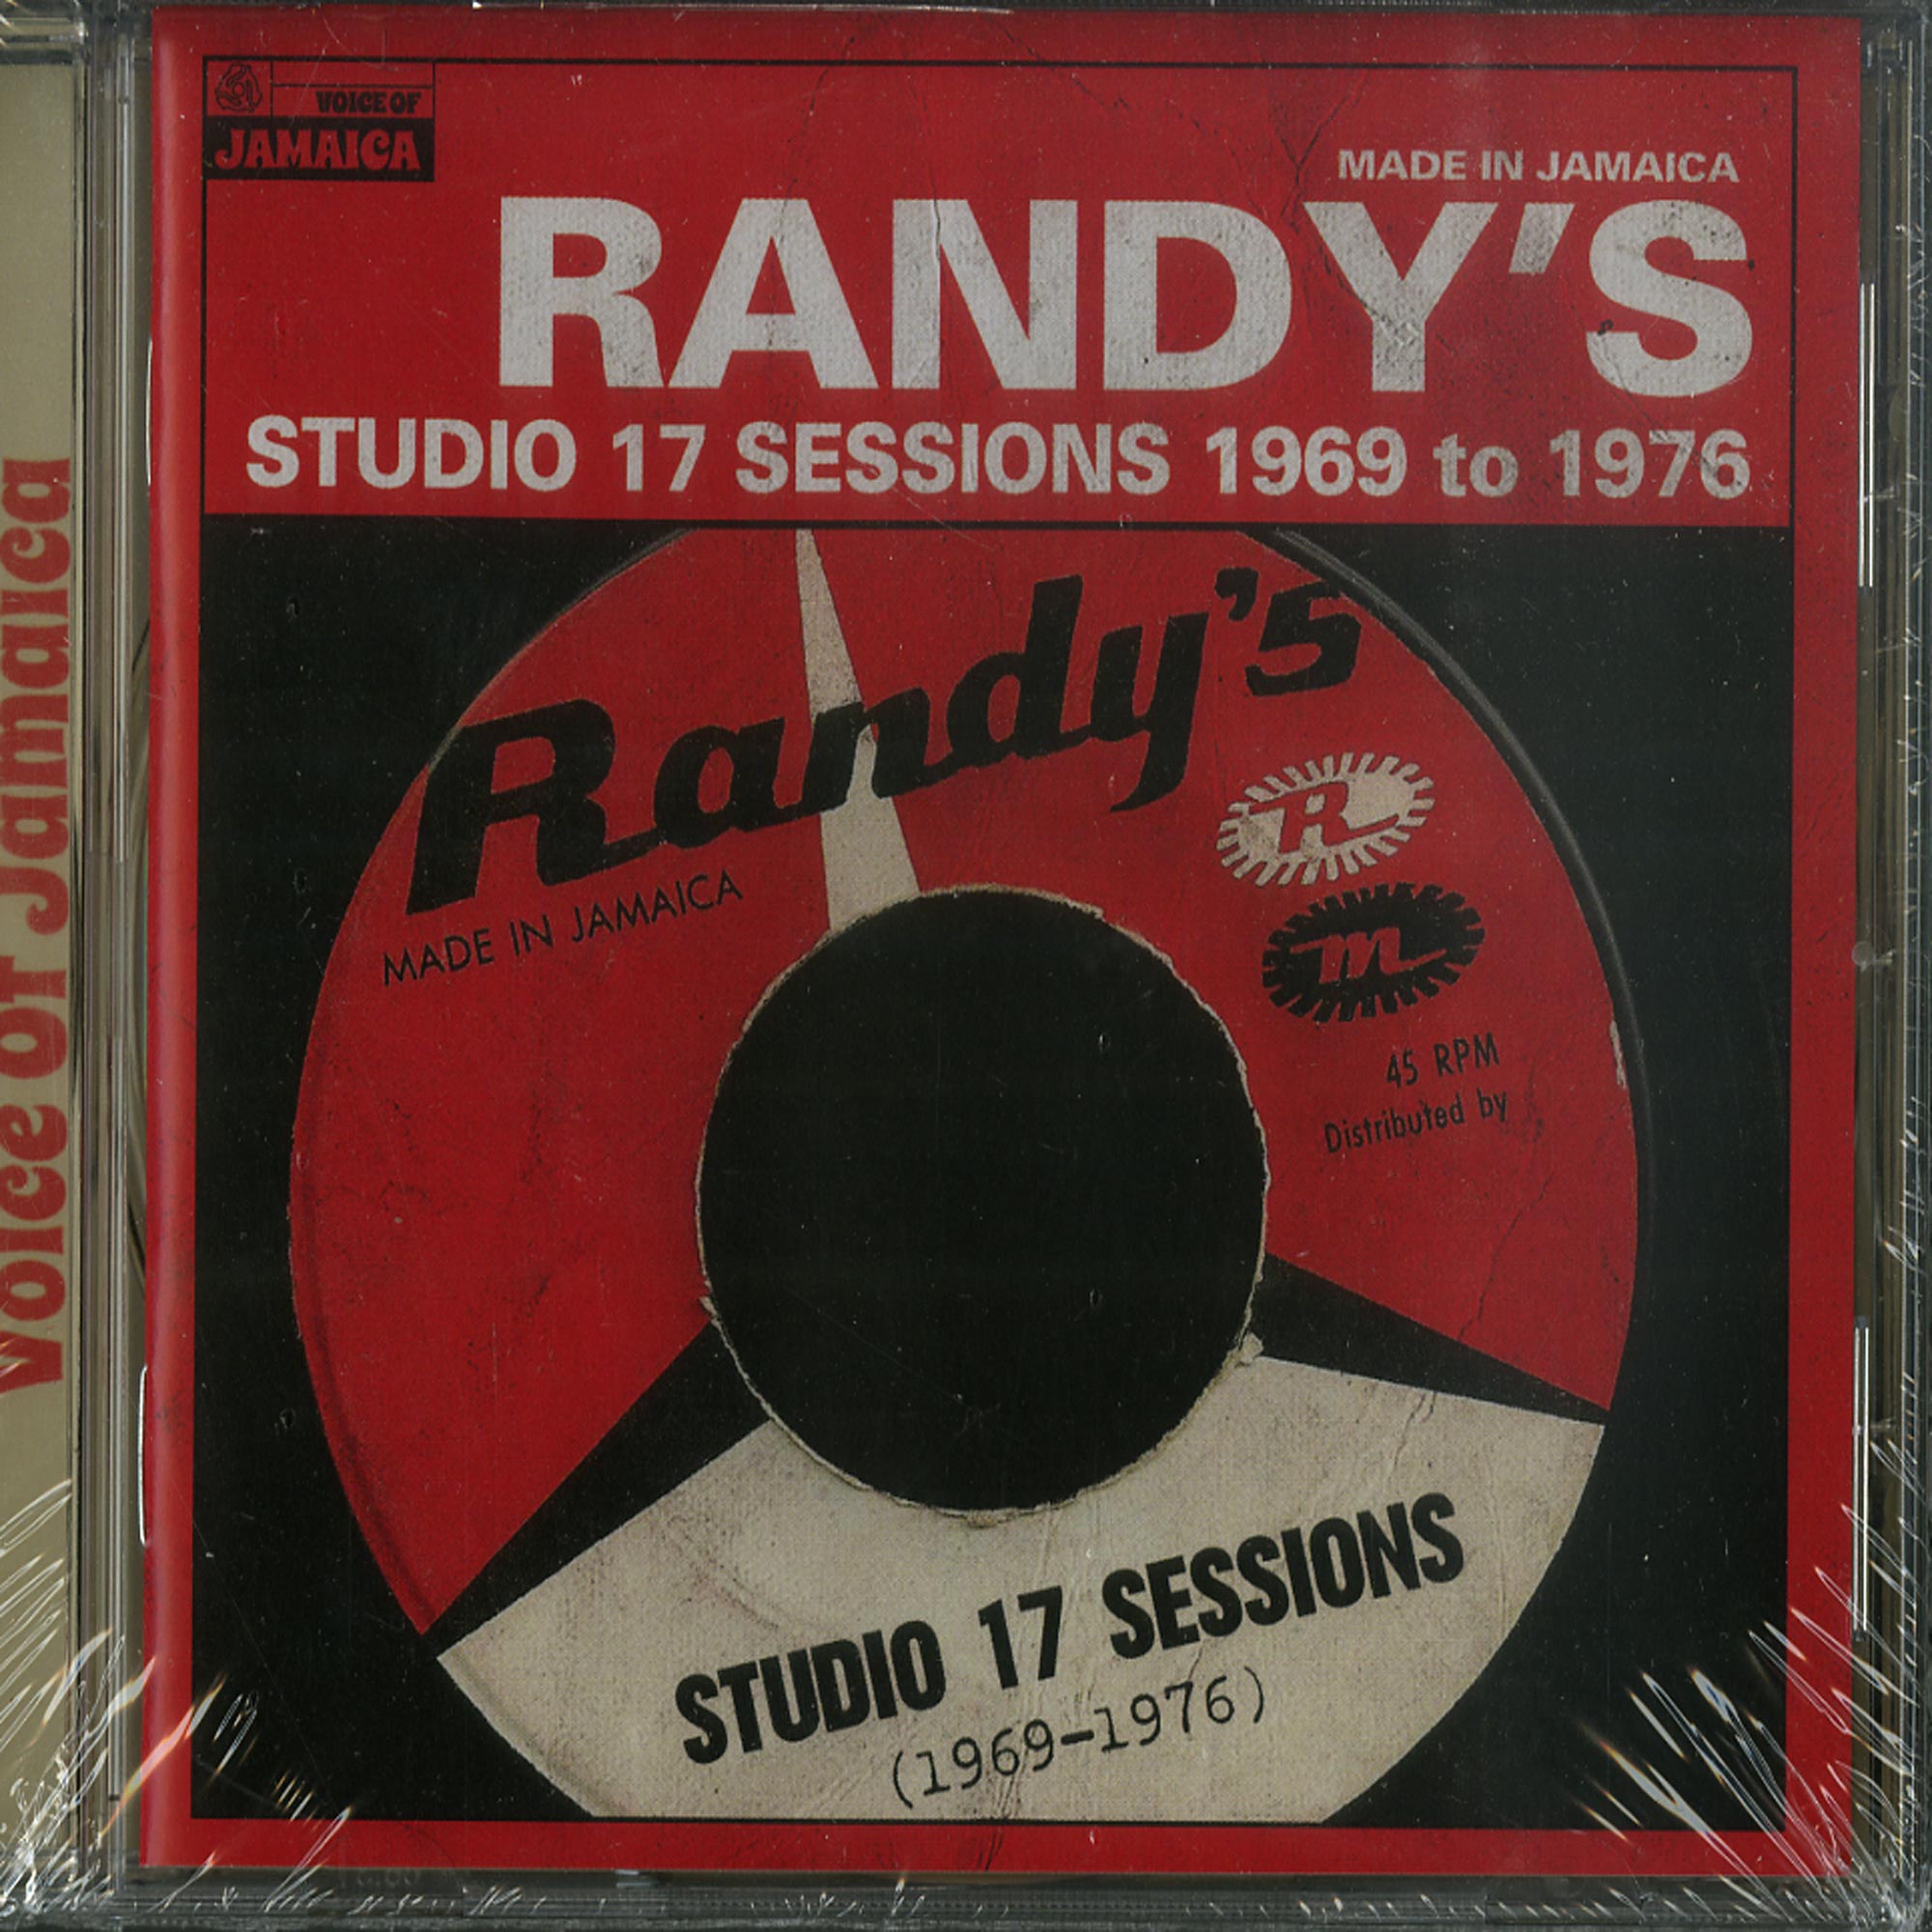 VOICE OF
JAMAICA
MADE IN JAMAICA
RANDY'S
STUDIO 17 SESSIONS 1969 to 1976
Randy's
MADE IN JAMAICA
R
m
45 RPM
Distributed by
STUDIO 17 SESSIONS
(1969-1976)
Voice of Jamaica